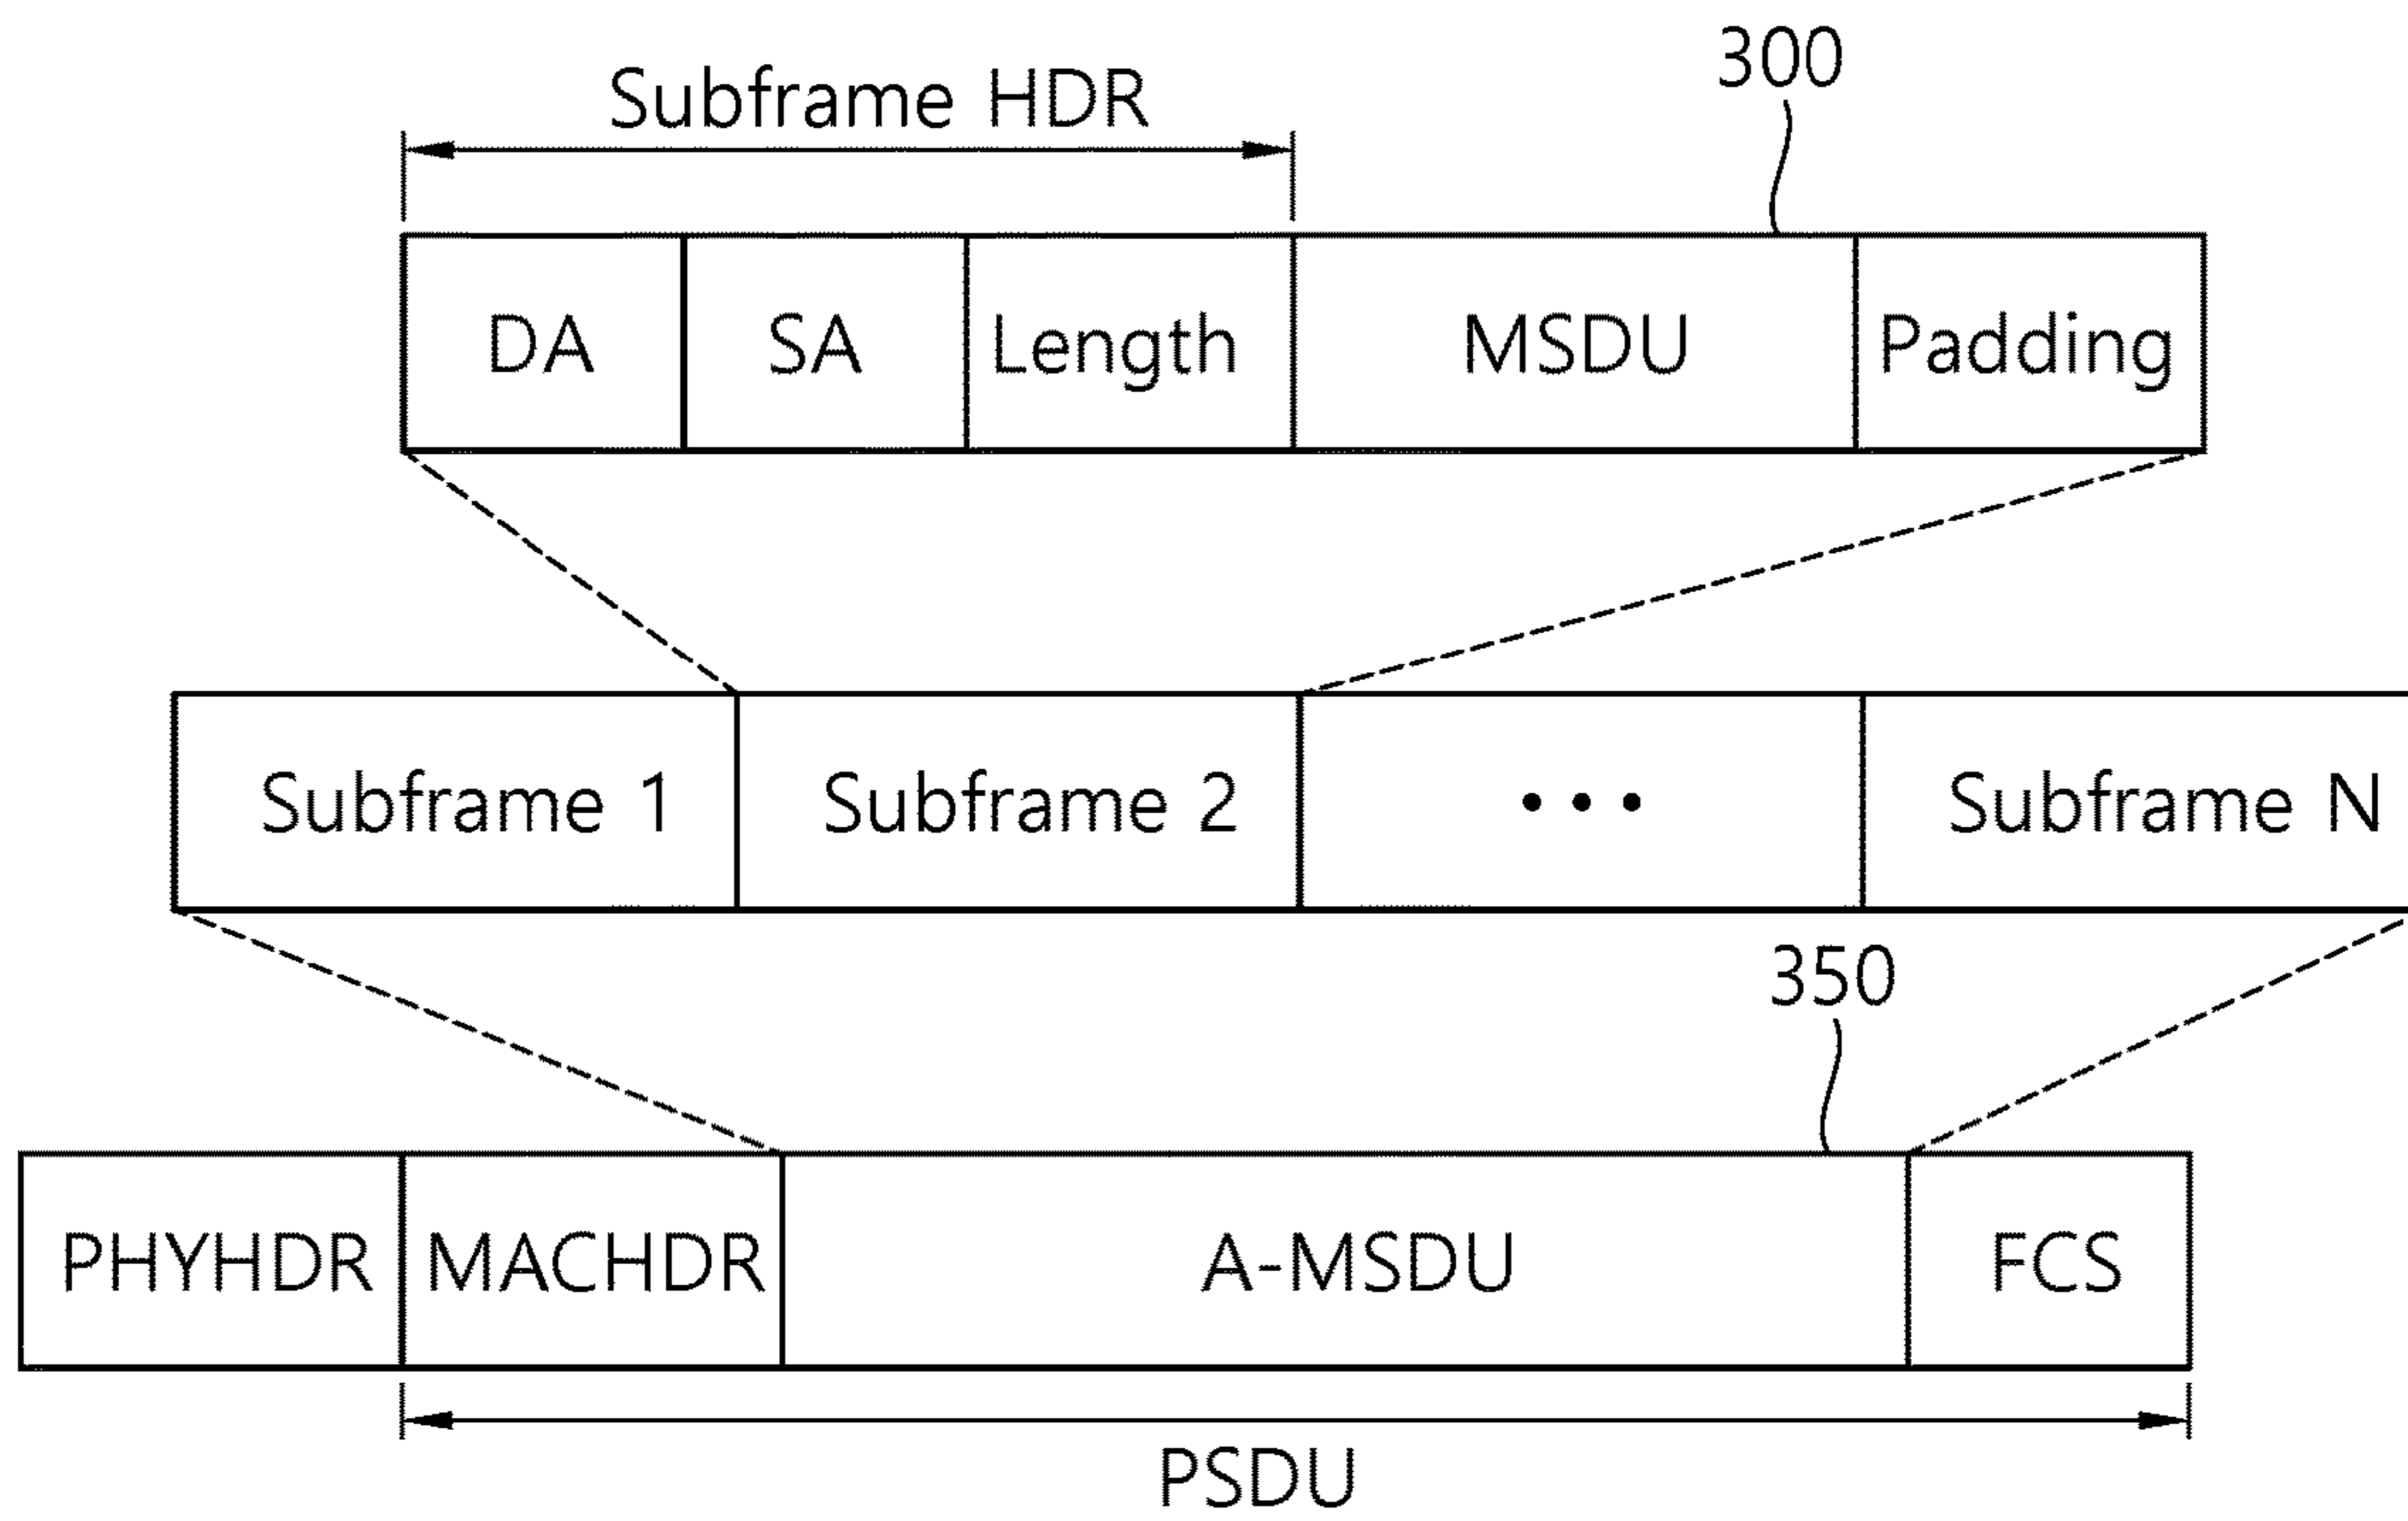 300
Subframe HDR
DA SA Length MSDU Padding
Subframe 1 Subframe 2 ••• Subframe N
350
PHYHDR MACHDR A-MSDU FCS
PSDU